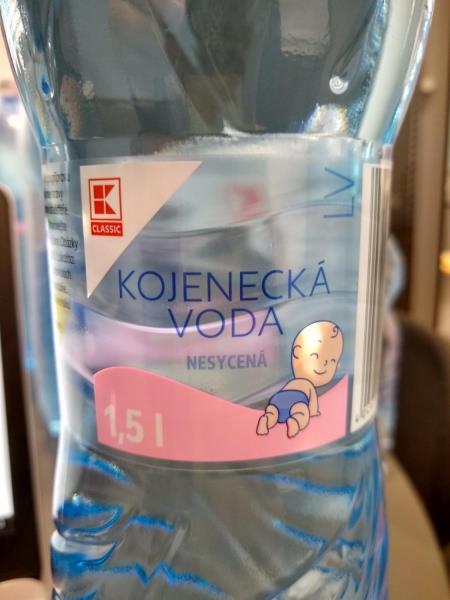 K
CLASSIC
KOJENECKÁ
VODA
NESYCENÁ
1,5 l